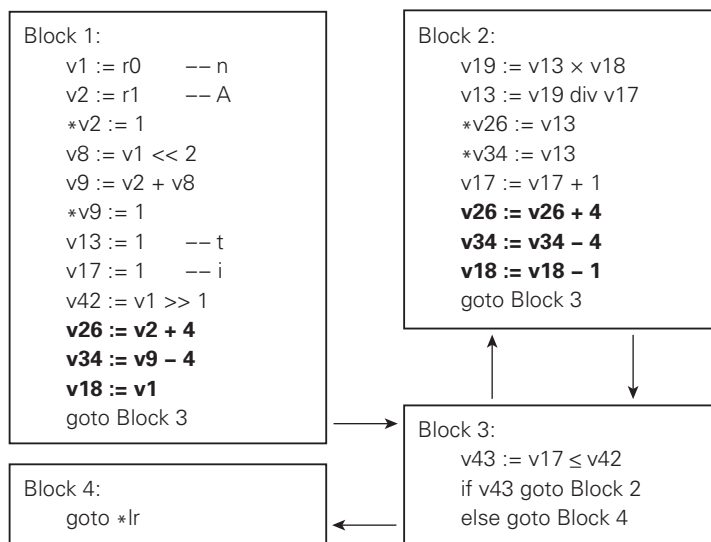 Block 1:
v1 := r0 −− n
v2 := r1 −− A
*v2 := 1
v8 := v1 << 2
v9 := v2 + v8
*v9 := 1
v13 := 1 −− t
v17 := 1 −− i
v42 := v1 >> 1
v26 := v2 + 4
v34 := v9 − 4
v18 := v1
goto Block 3
Block 2:
v19 := v13 × v18
v13 := v19 div v17
*v26 := v13
*v34 := v13
v17 := v17 + 1
v26 := v26 + 4
v34 := v34 − 4
v18 := v18 − 1
goto Block 3
Block 3:
v43 := v17 ≤ v42
if v43 goto Block 2
else goto Block 4
Block 4:
goto *lr